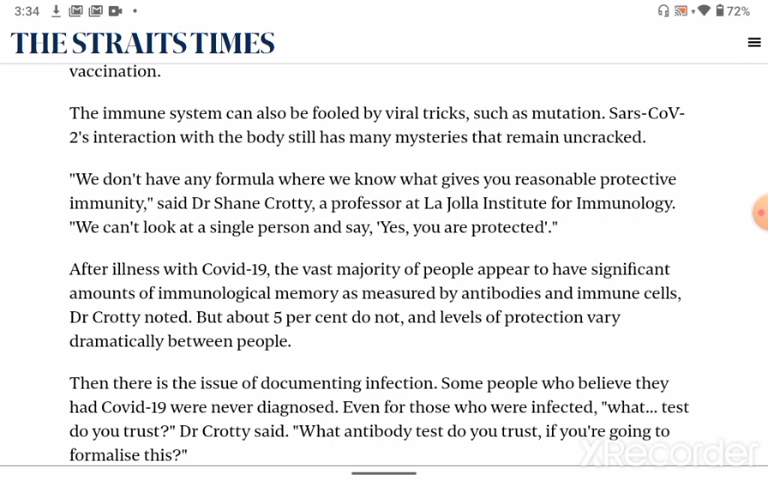 3:34
72%
THE STRAITS TIMES
vaccination.
The immune system can also be fooled by viral tricks, such as mutation. Sars-CoV-
2's interaction with the body still has many mysteries that remain uncracked.
"We don't have any formula where we know what gives you reasonable protective
immunity," said Dr Shane Crotty, a professor at La Jolla Institute for Immunology.
"We can't look at a single person and say, 'Yes, you are protected'."
After illness with Covid-19, the vast majority of people appear to have significant
amounts of immunological memory as measured by antibodies and immune cells,
Dr Crotty noted. But about 5 per cent do not, and levels of protection vary
dramatically between people.
Then there is the issue of documenting infection. Some people who believe they
had Covid-19 were never diagnosed. Even for those who were infected, "what... test
do you trust?" Dr Crotty said. "What antibody test do you trust, if you're going to
formalise this?"
XRecorder